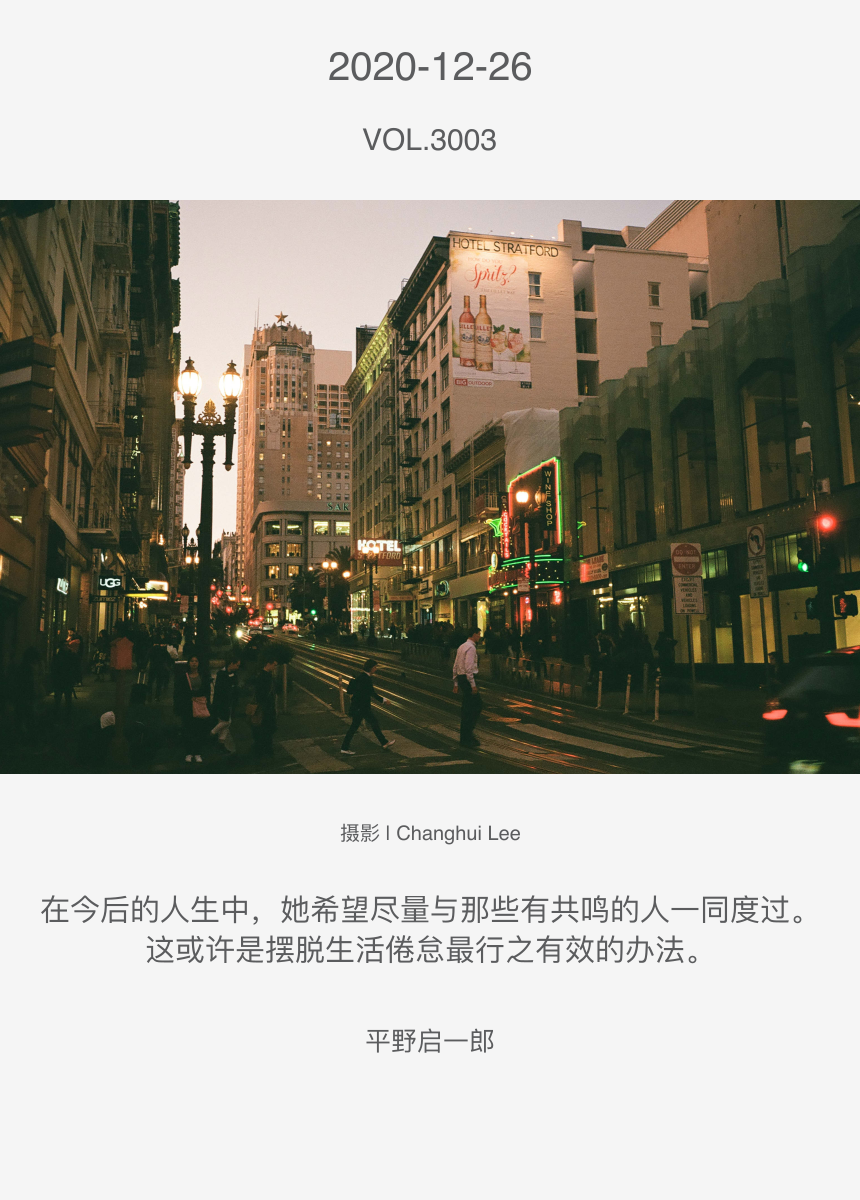 2020-12-26
VOL.3003
HOTEL STRATFORD
Spritz?
WINE SHOP
SAK
HOTEL
UGG
DO NOT
ENTER
摄影 | Changhui Lee
在今后的人生中，她希望尽量与那些有共鸣的人一同度过。
这或许是摆脱生活倦怠最行之有效的办法。
平野启一郎